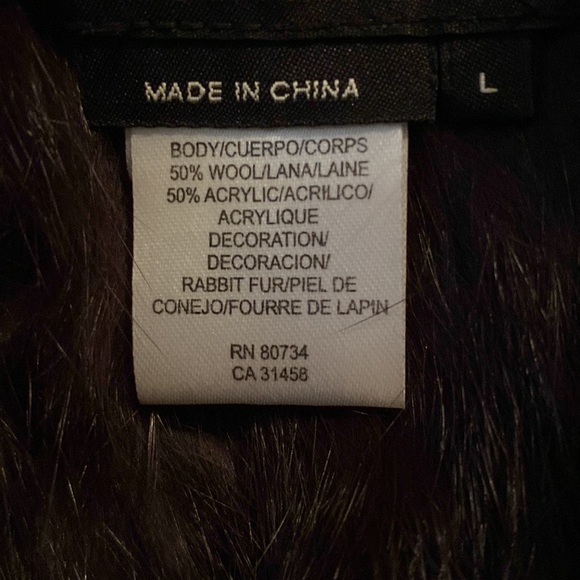 MADE IN CHINA
L
BODY/CUERPO/CORPS
50% WOOL/LANA/LAINE
50% ACRYLIC/ACRILICO/
ACRYLIQUE
DECORATION/
DECORACION/
RABBIT FUR/PIEL DE
CONEJO/FOURRE DE LAPIN
RN 80734
CA 31458